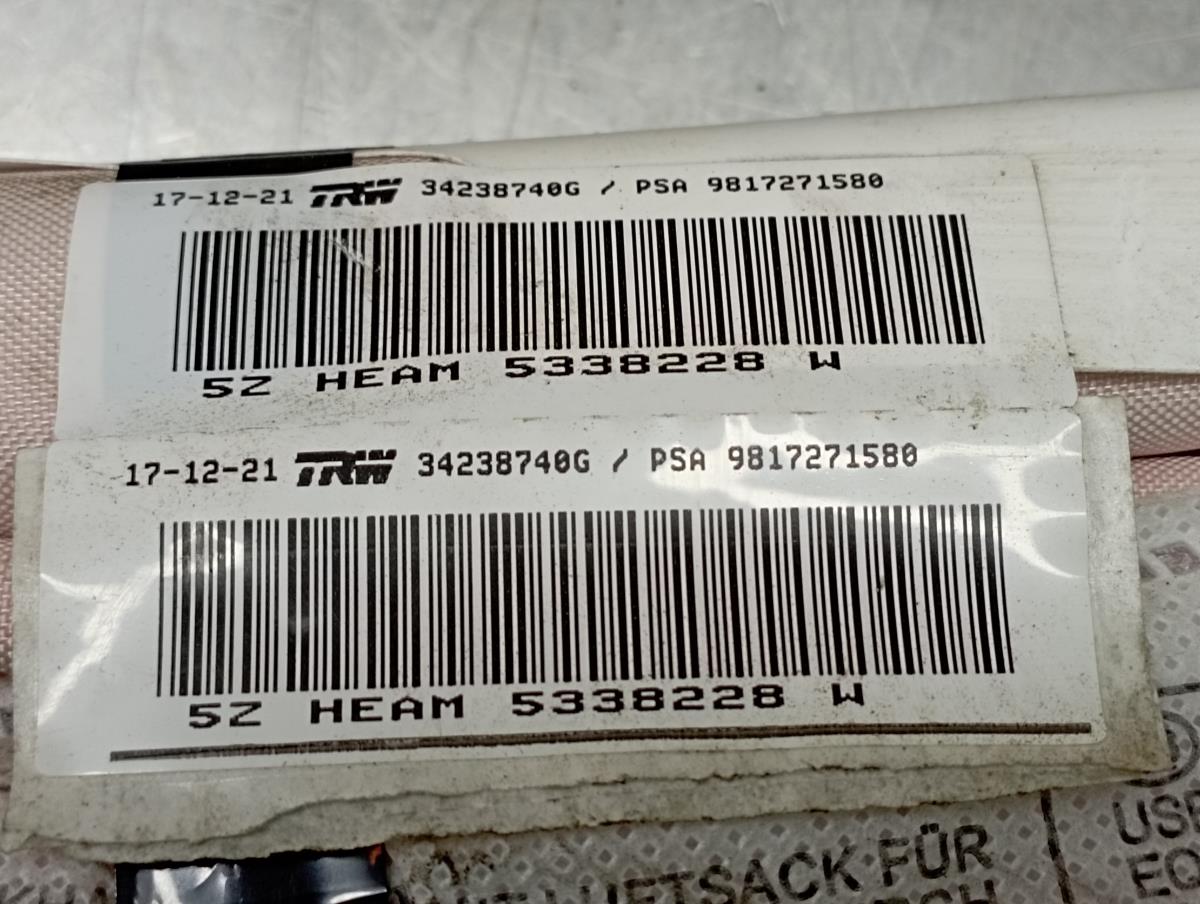 17-12-21 TRW 34238740G / PSA 9817271580
5Z HEAM 5338228 W
17-12-21 TRW 34238740G / PSA 9817271580
5Z HEAM 5338228 W
LUFTSACK FÜR